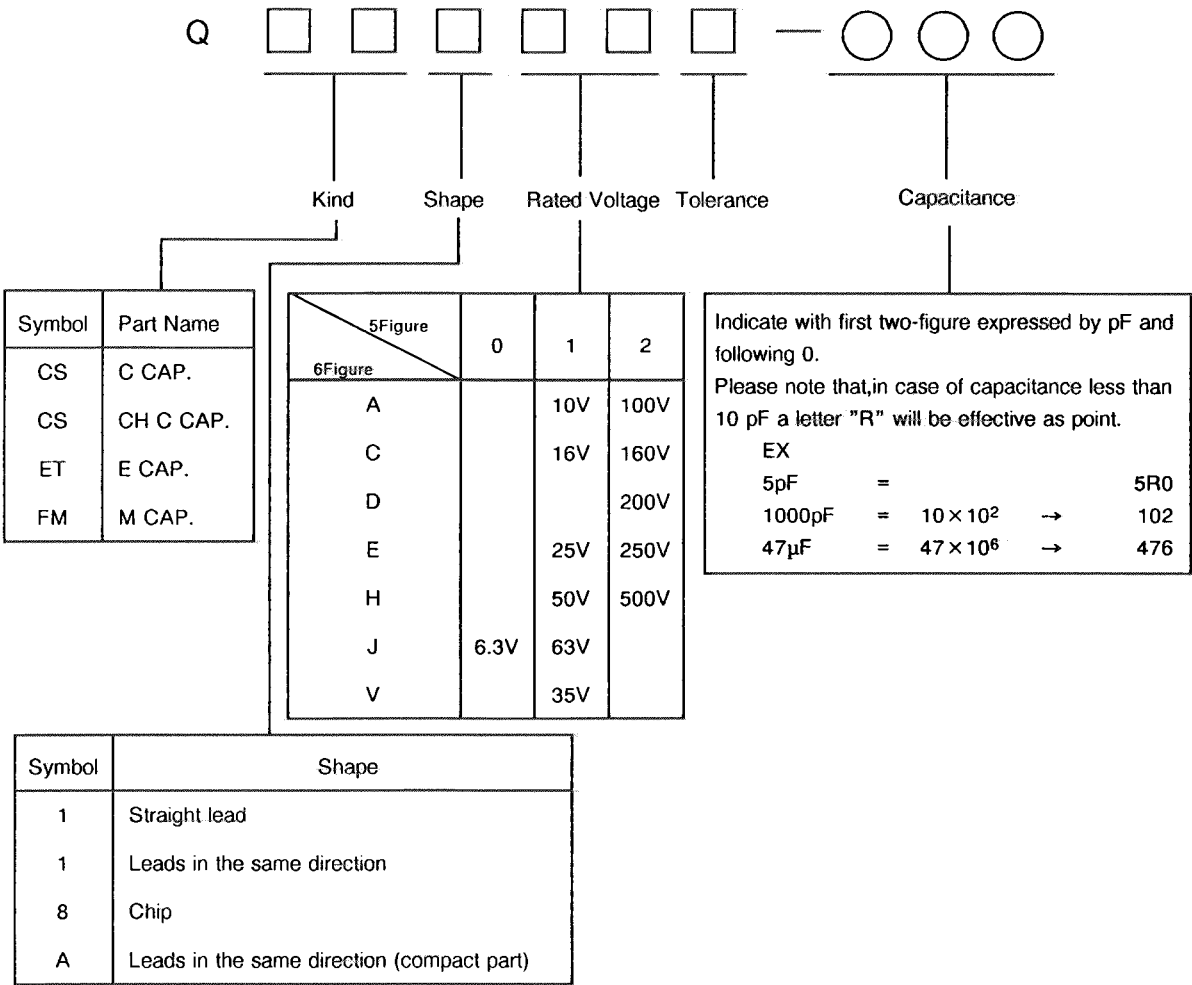 Q □ □ □ □ □ □ — ○ ○ ○
Kind Shape Rated Voltage Tolerance Capacitance
Symbol Part Name
CS C CAP.
CS CH C CAP.
ET E CAP.
FM M CAP.
5Figure 0 1 2
6Figure
A 10V 100V
C 16V 160V
D 200V
E 25V 250V
H 50V 500V
J 6.3V 63V
V 35V
Indicate with first two-figure expressed by pF and
following 0.
Please note that,in case of capacitance less than
10 pF a letter "R" will be effective as point.
EX
5pF = 5R0
1000pF = 10×10² → 102
47µF = 47×10⁶ → 476
Symbol Shape
1 Straight lead
1 Leads in the same direction
8 Chip
A Leads in the same direction (compact part)